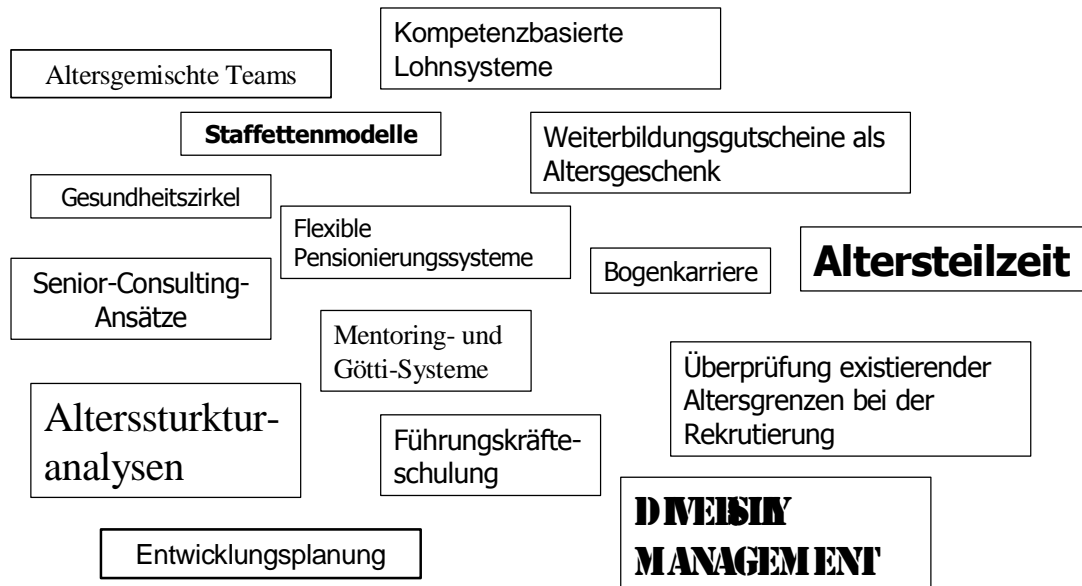 Kompetenzbasierte
Lohnsysteme
Altersgemischte Teams
Staffettenmodelle
Weiterbildungsgutscheine als
Altersgeschenk
Gesundheitszirkel
Flexible
Pensionierungssysteme
Bogenkarriere
Altersteilzeit
Senior-Consulting-
Ansätze
Mentoring- und
Götti-Systeme
Überprüfung existierender
Altersgrenzen bei der
Rekrutierung
Alterssturktur-
analysen
Führungskräfte-
schulung
DIVERSITY
MANAGEMENT
Entwicklungsplanung